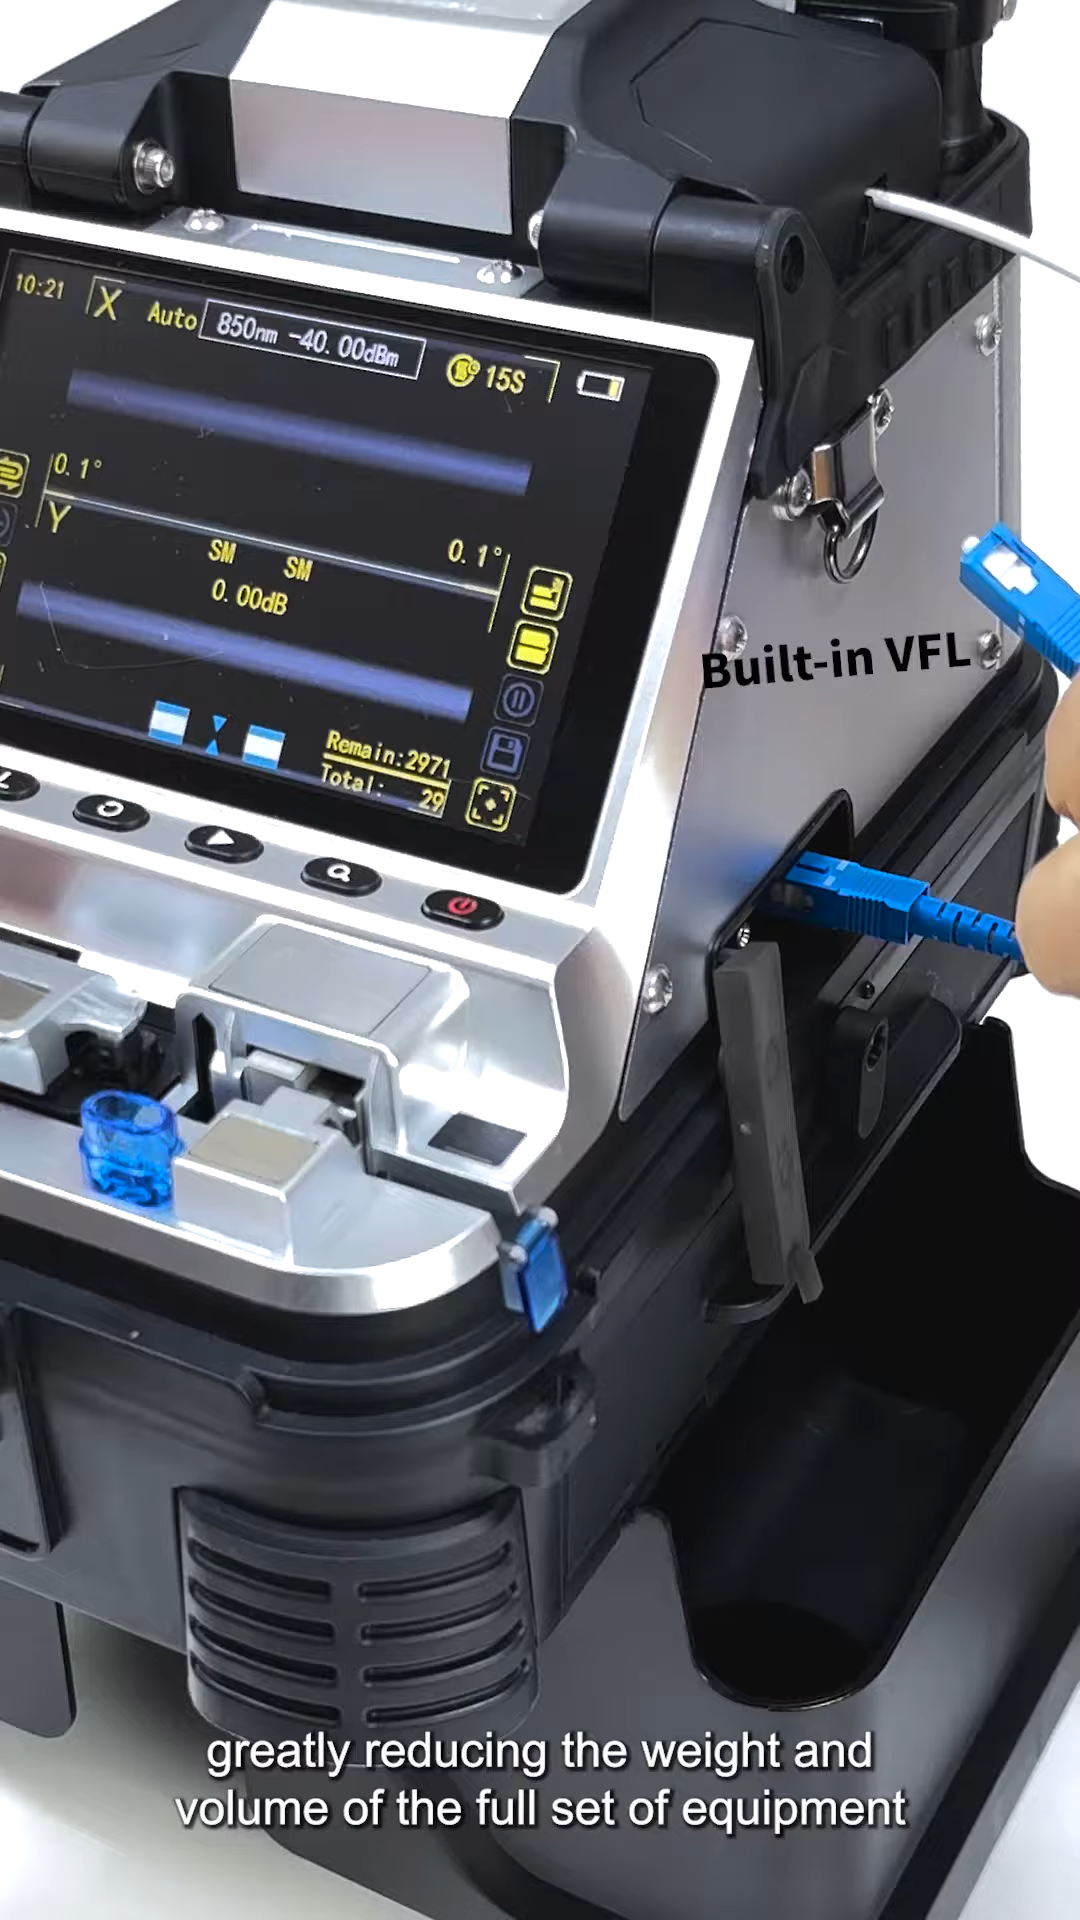 10:21
X
Auto
850nm -40.00dBm
15S
0.1°
Y
SM SM
0.1°
0.00dB
Remain:2971
Total: 29
Built-in VFL
greatly reducing the weight and
volume of the full set of equipment